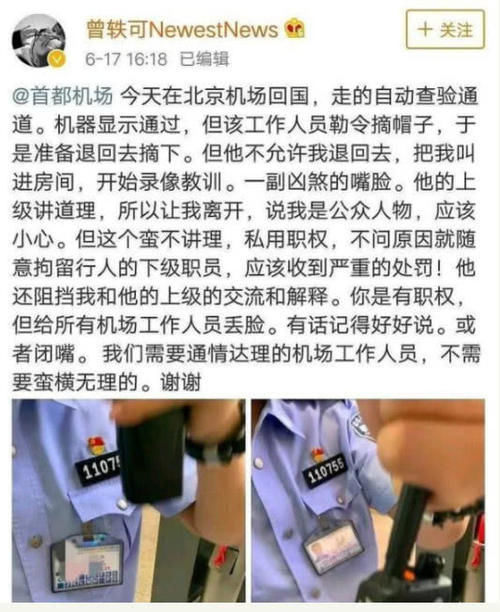 曾轶可NewestNews
+ 关注
6-17 16:18 已编辑
@首都机场 今天在北京机场回国，走的自动查验通
道。机器显示通过，但该工作人员勒令摘帽子，于
是准备退回去摘下。但他不允许我退回去，把我叫
进房间，开始录像教训。一副凶煞的嘴脸。他的上
级讲道理，所以让我离开，说我是公众人物，应该
小心。但这个蛮不讲理，私用职权，不问原因就随
意拘留行人的下级职员，应该收到严重的处罚！他
还阻挡我和他的上级的交流和解释。你是有职权，
但给所有机场工作人员丢脸。有话记得好好说。或
者闭嘴。 我们需要通情达理的机场工作人员，不需
要蛮横无理的。谢谢
11075
110755